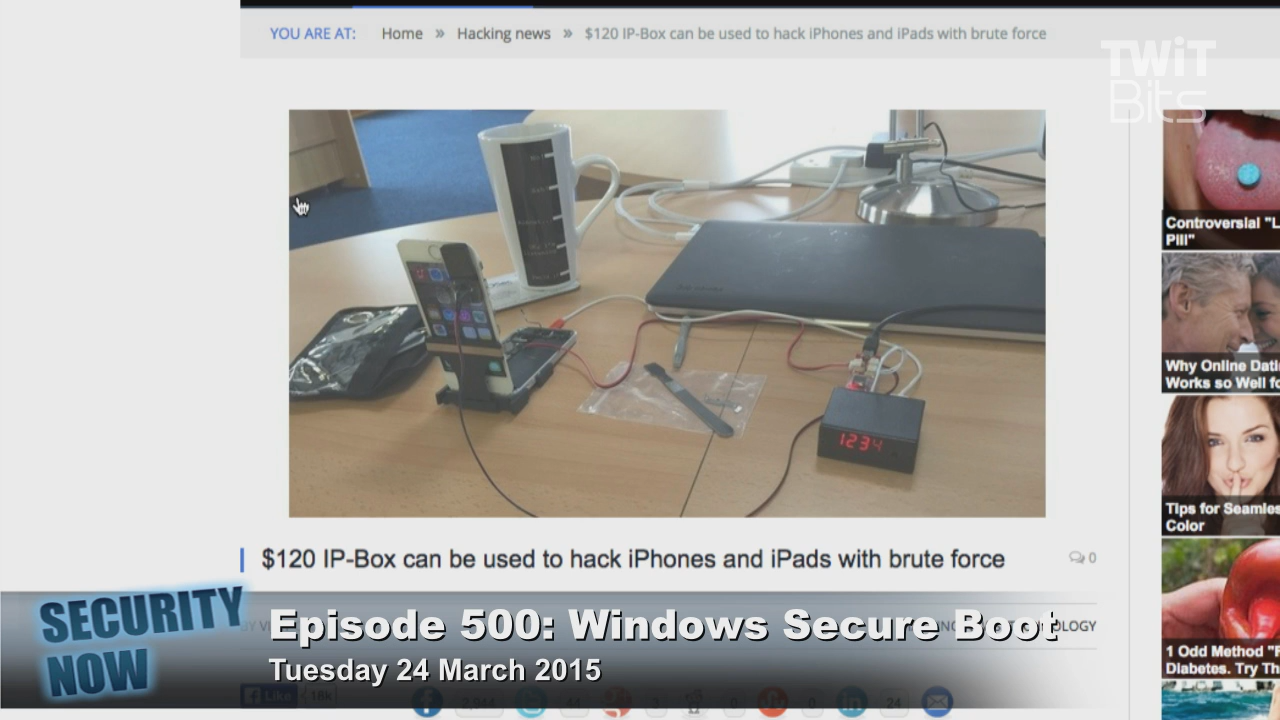 YOU ARE AT: Home » Hacking news » $120 IP-Box can be used to hack iPhones and iPads with brute force
TWiT
Bits
1234
Controversial "L
Pill"
Why Online Dati
Works so Well fo
Tips for Seamles
Color
1 Odd Method "F
Diabetes. Try Th
$120 IP-Box can be used to hack iPhones and iPads with brute force
0
SECURITY
NOW
Episode 500: Windows Secure Boot
Tuesday 24 March 2015
Like 18k
24